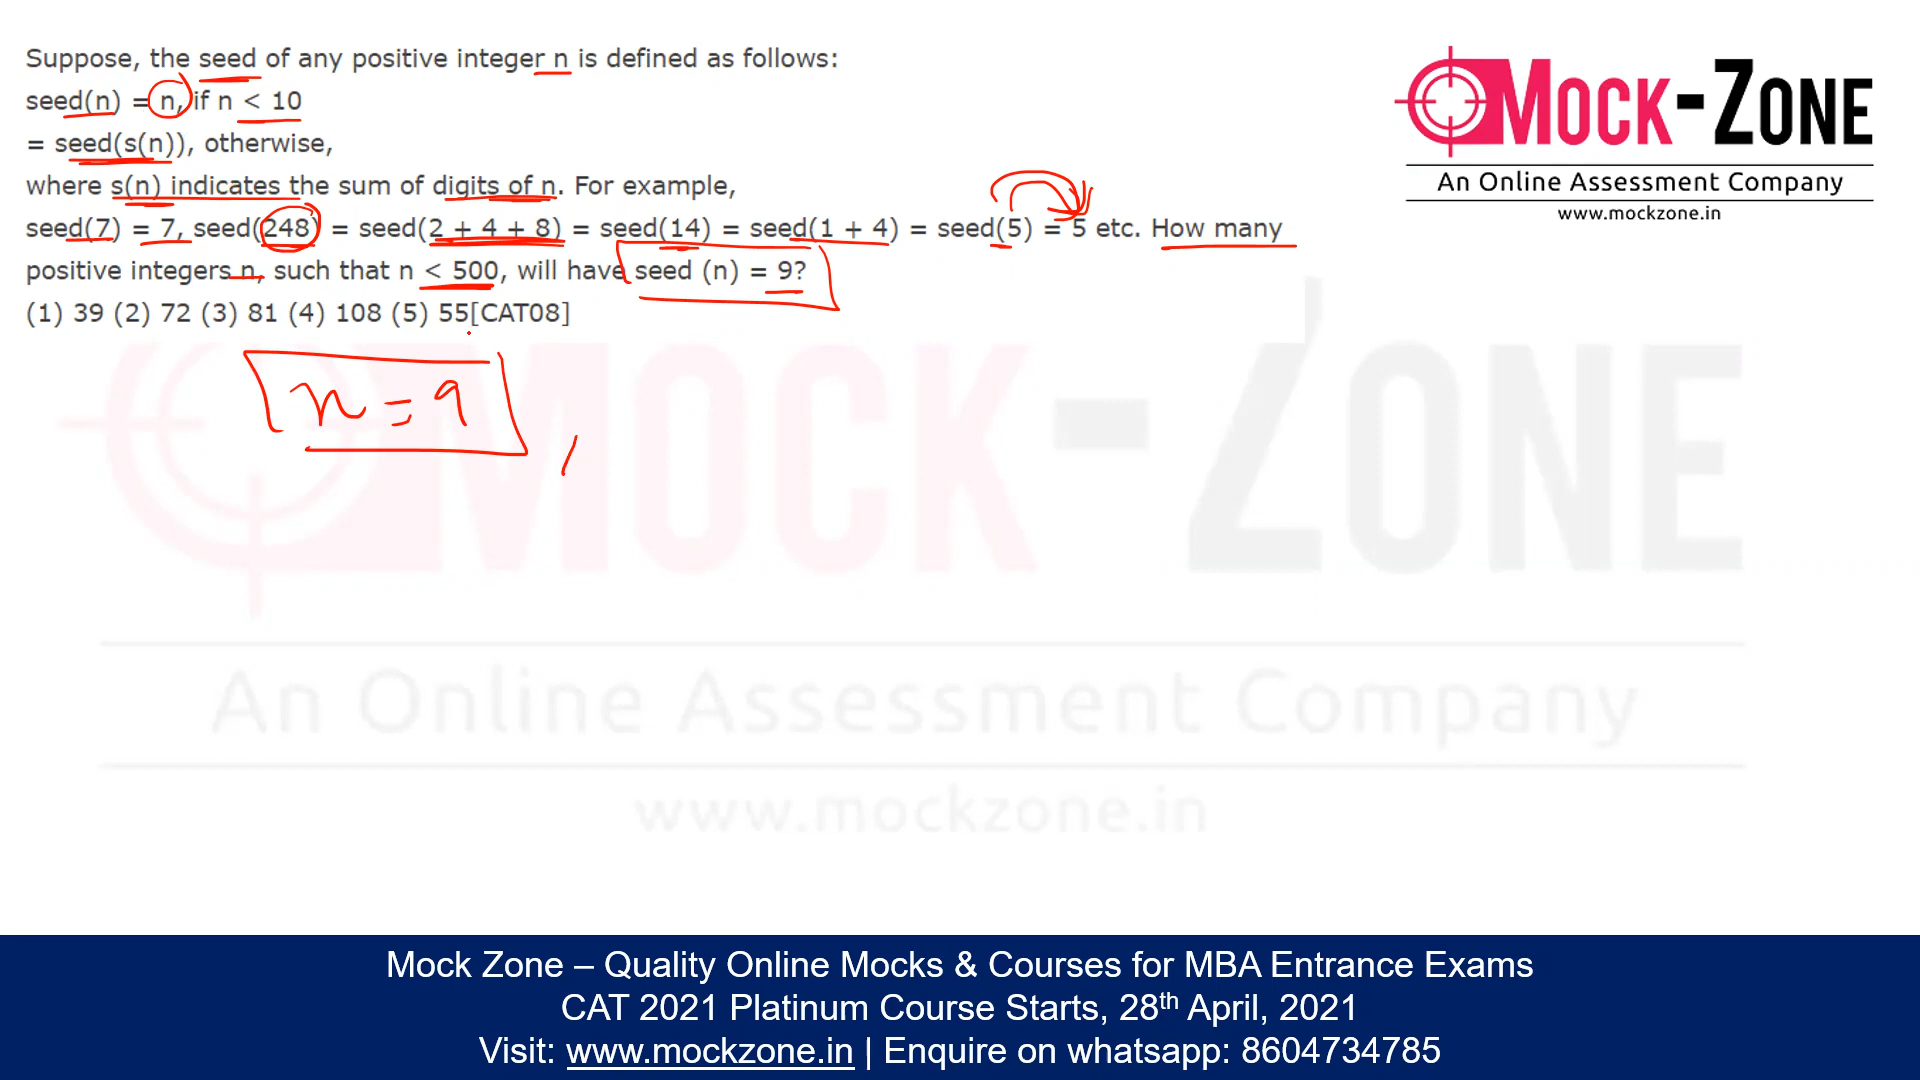 Suppose, the seed of any positive integer n is defined as follows:
seed(n) = n, if n < 10
= seed(s(n)), otherwise,
where s(n) indicates the sum of digits of n. For example,
seed(7) = 7, seed(248) = seed(2 + 4 + 8) = seed(14) = seed(1 + 4) = seed(5) = 5 etc. How many
positive integers n, such that n < 500, will have seed (n) = 9?
(1) 39 (2) 72 (3) 81 (4) 108 (5) 55[CAT08]
n = 9
MOCK-ZONE
An Online Assessment Company
www.mockzone.in
MOCK-ZONE
An Online Assessment Company
www.mockzone.in
Mock Zone – Quality Online Mocks & Courses for MBA Entrance Exams
CAT 2021 Platinum Course Starts, 28th April, 2021
Visit: www.mockzone.in | Enquire on whatsapp: 8604734785